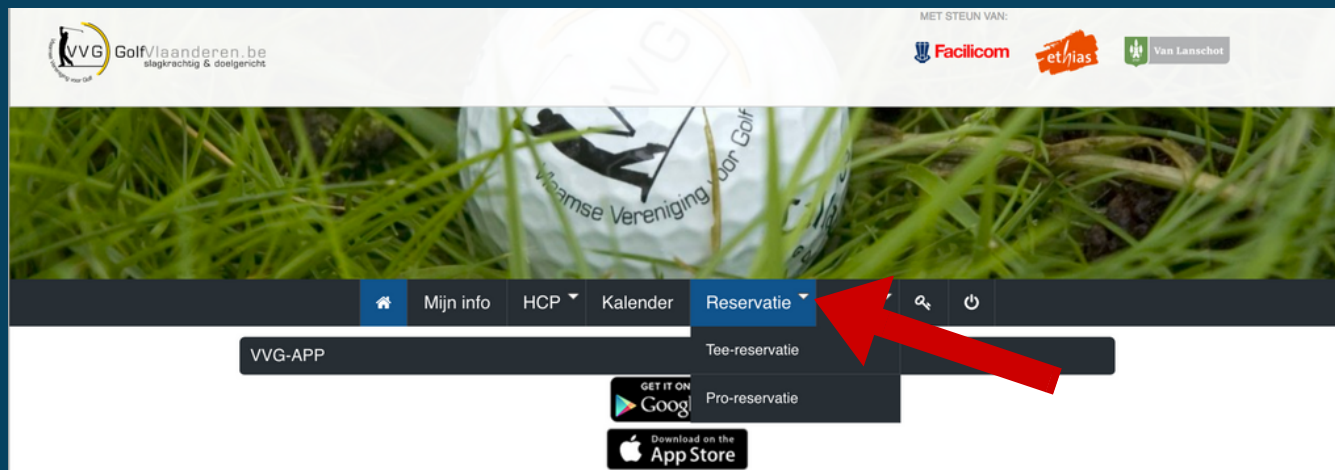 MET STEUN VAN:
VVG GolfVlaanderen.be
slagkrachtig & doelgericht
Facilicom
ethias
Van Lanschot
VVG
Vlaamse Vereniging voor Golf
Mijn info HCP Kalender Reservatie
VVG-APP
Tee-reservatie
Pro-reservatie
GET IT ON
Download on the
App Store